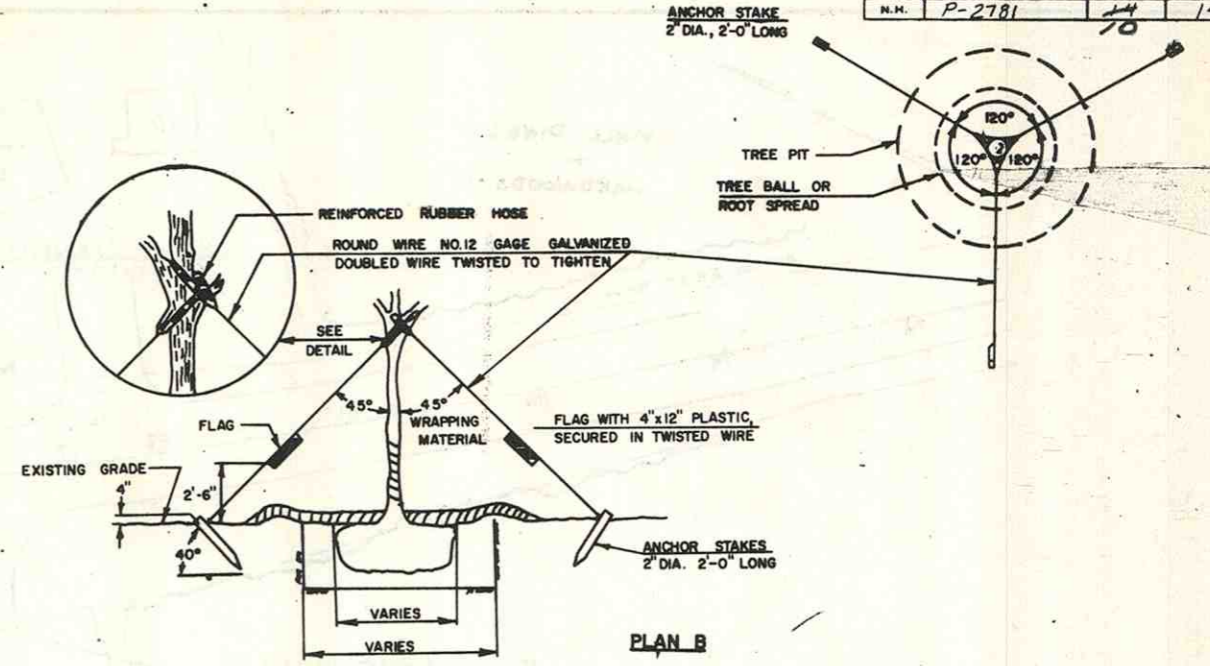 ANCHOR STAKE
2" DIA., 2'-0" LONG
N.H. P-2781 14
10
120°
120° 120°
TREE PIT
TREE BALL OR
ROOT SPREAD
REINFORCED RUBBER HOSE
ROUND WIRE NO.12 GAGE GALVANIZED
DOUBLED WIRE TWISTED TO TIGHTEN
SEE
DETAIL
45° 45°
WRAPPING
MATERIAL
FLAG
FLAG WITH 4"x12" PLASTIC,
SECURED IN TWISTED WIRE
EXISTING GRADE
4"
2'-6"
40°
ANCHOR STAKES
2" DIA. 2'-0" LONG
VARIES
VARIES
PLAN B